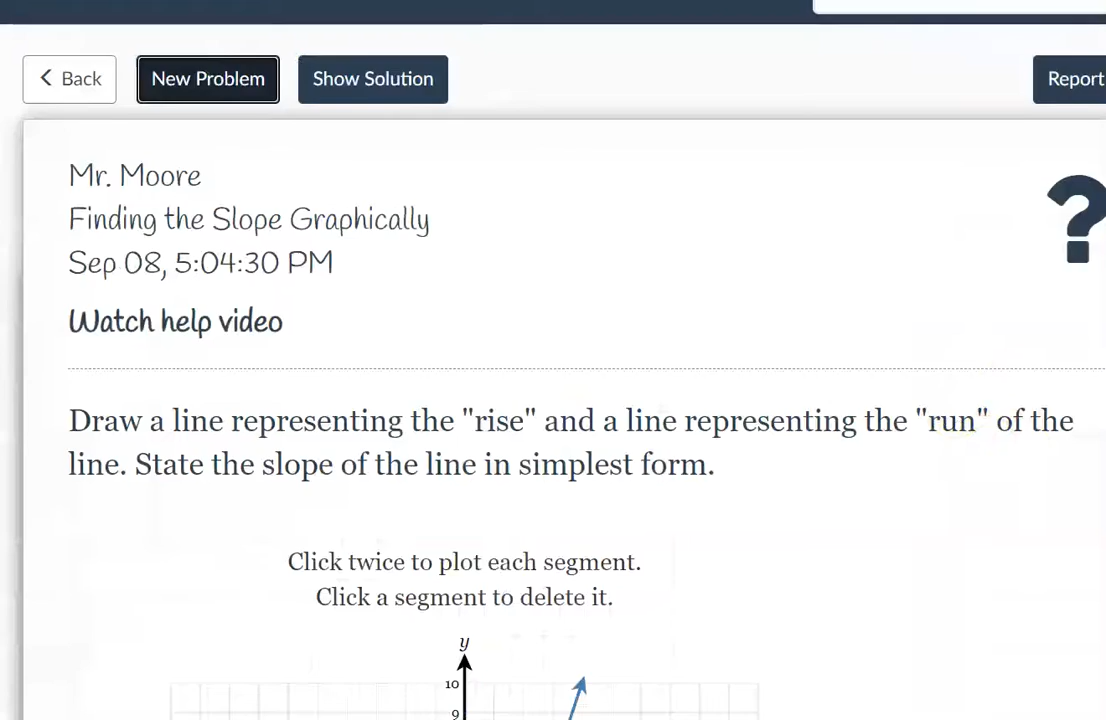 Back New Problem Show Solution Report
Mr. Moore
Finding the Slope Graphically
Sep 08, 5:04:30 PM
?
Watch help video
Draw a line representing the "rise" and a line representing the "run" of the
line. State the slope of the line in simplest form.
Click twice to plot each segment.
Click a segment to delete it.
y
10
9